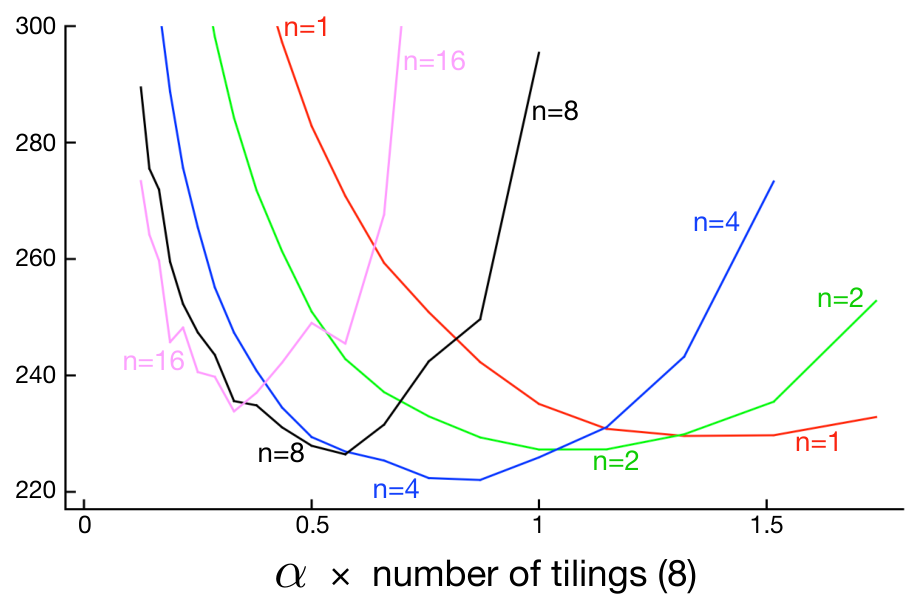 300
n=1
n=16
280
n=8
260
n=4
n=2
240
n=16
n=1
n=8
n=2
220
n=4
0
0.5
1
1.5
α × number of tilings (8)